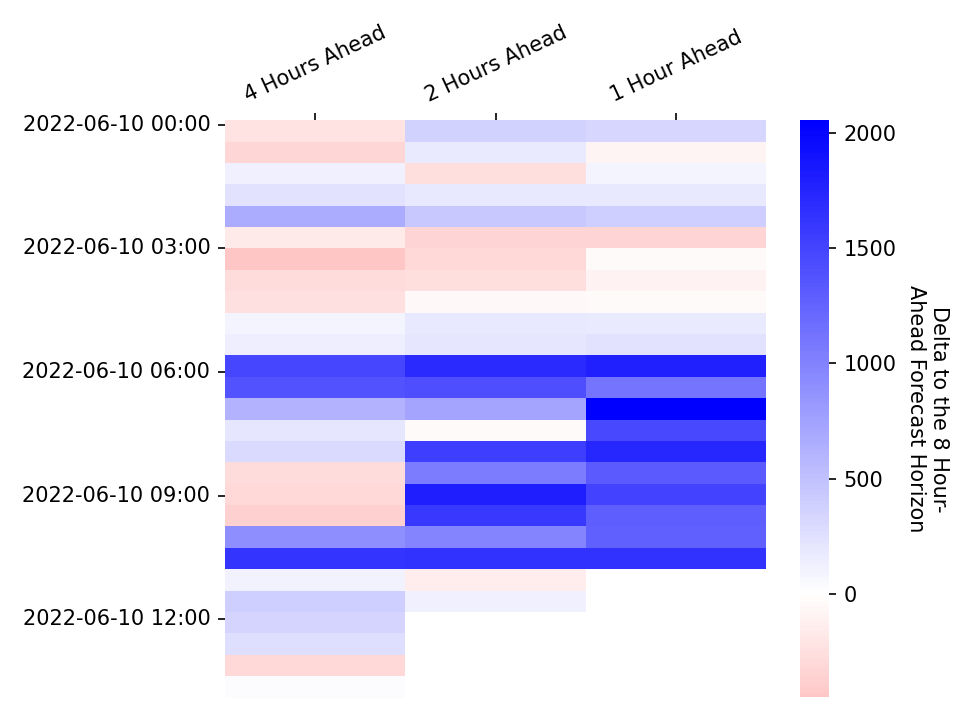 4 Hours Ahead
2 Hours Ahead
1 Hour Ahead
2022-06-10 00:00
2022-06-10 03:00
2022-06-10 06:00
2022-06-10 09:00
2022-06-10 12:00
2000
1500
1000
500
0
Delta to the 8 Hour-
Ahead Forecast Horizon